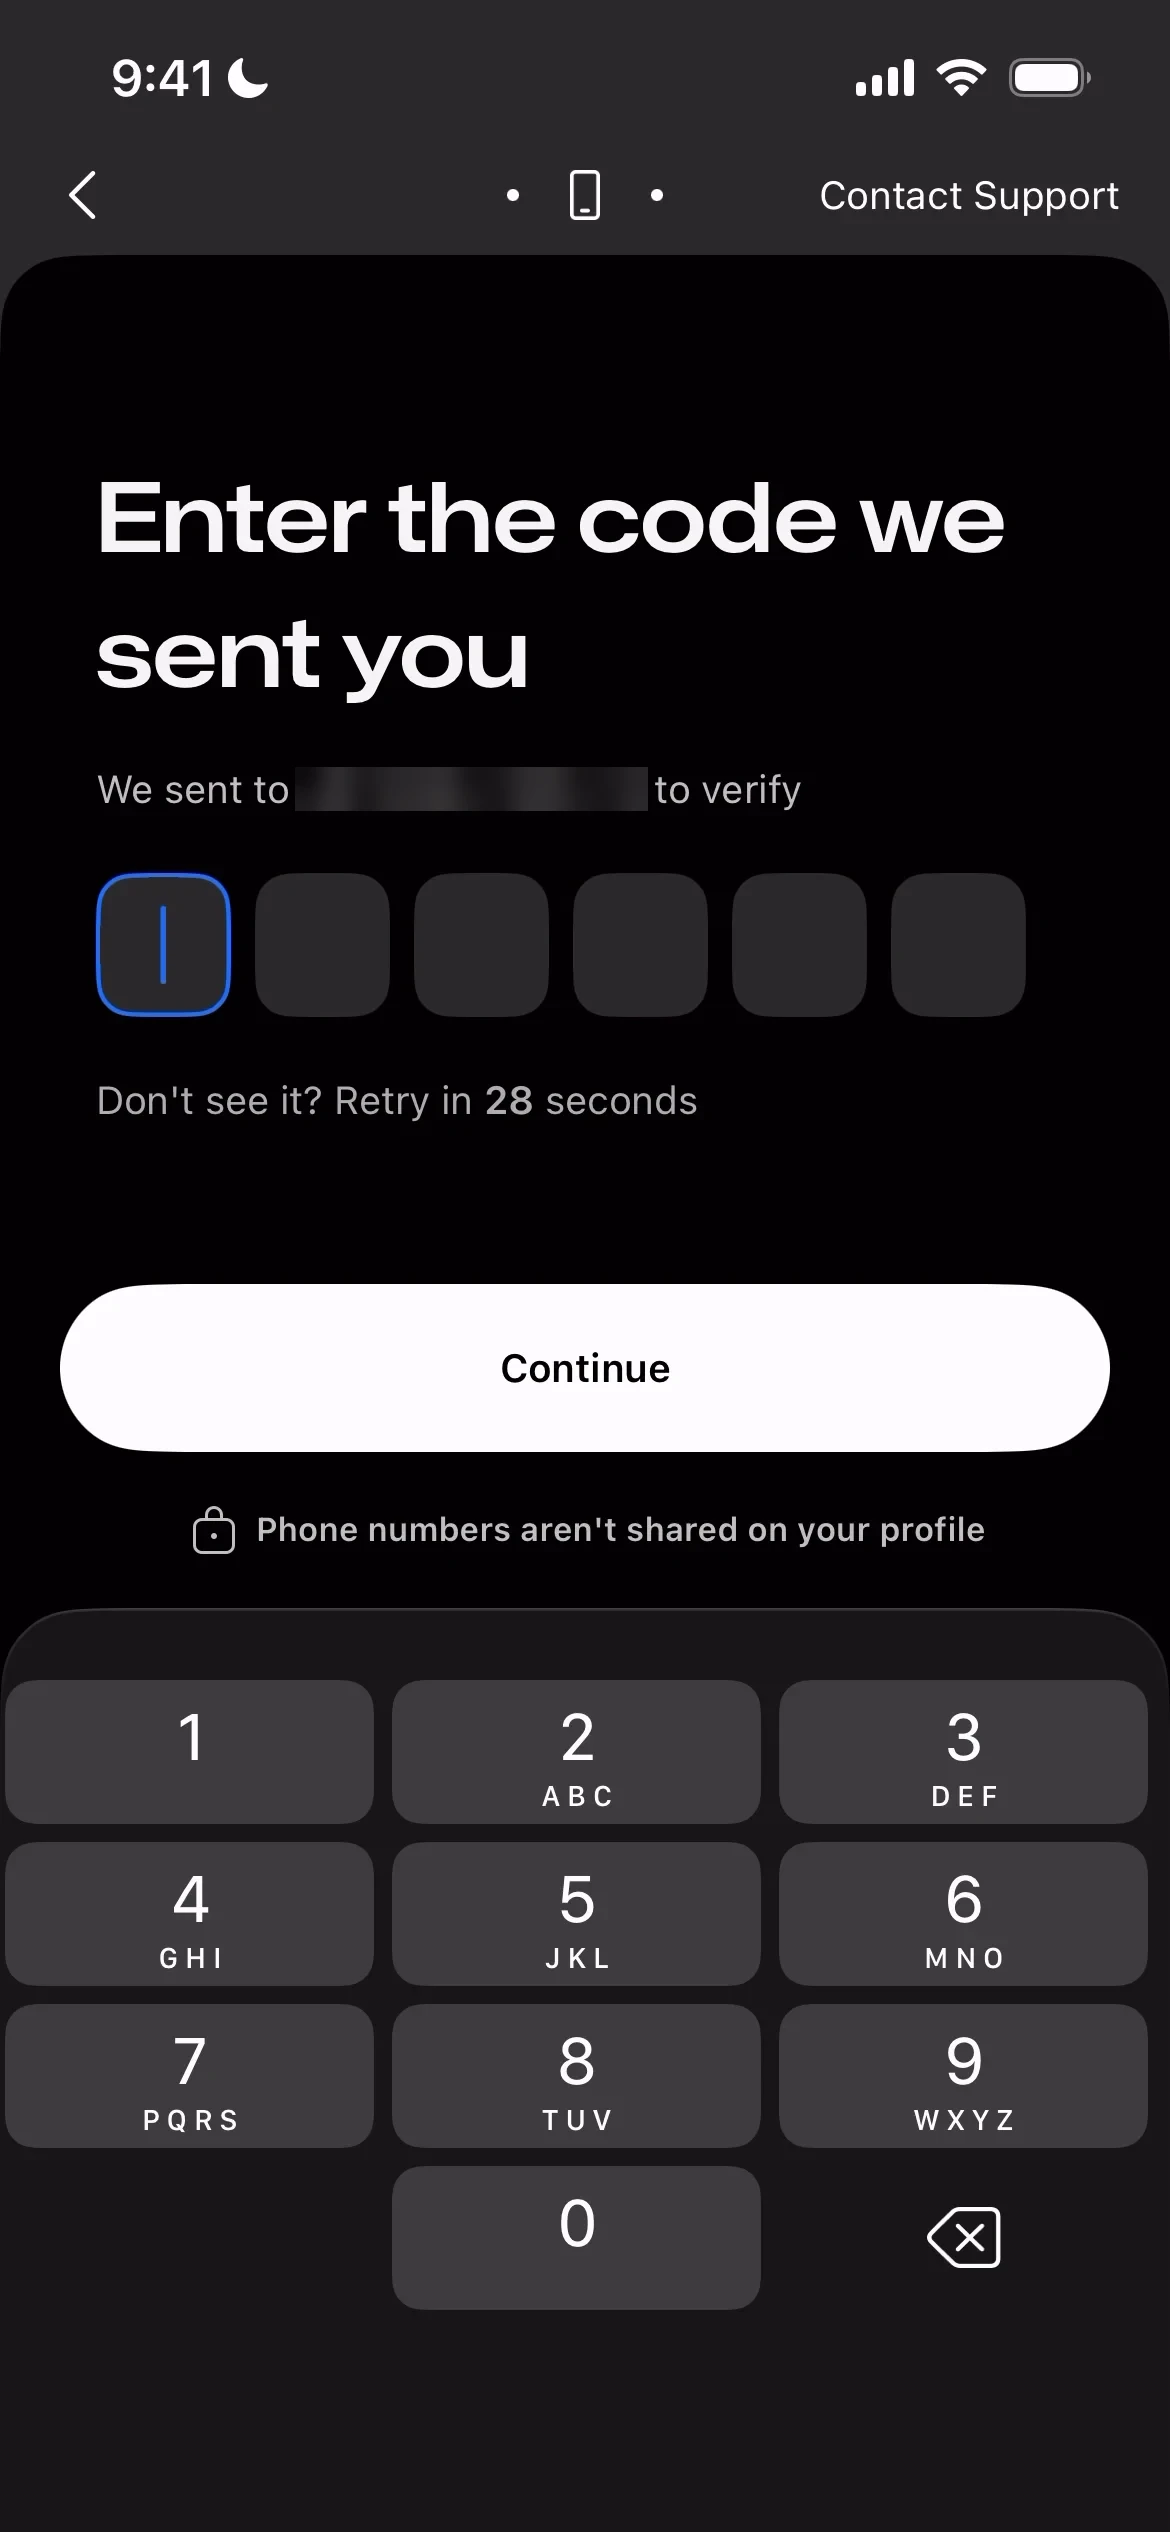 9:41
Contact Support
Enter the code we
sent you
We sent to to verify
Don't see it? Retry in 28 seconds
Continue
Phone numbers aren't shared on your profile
1 2 3
ABC DEF
4 5 6
GHI JKL MNO
7 8 9
PQRS TUV WXYZ
0